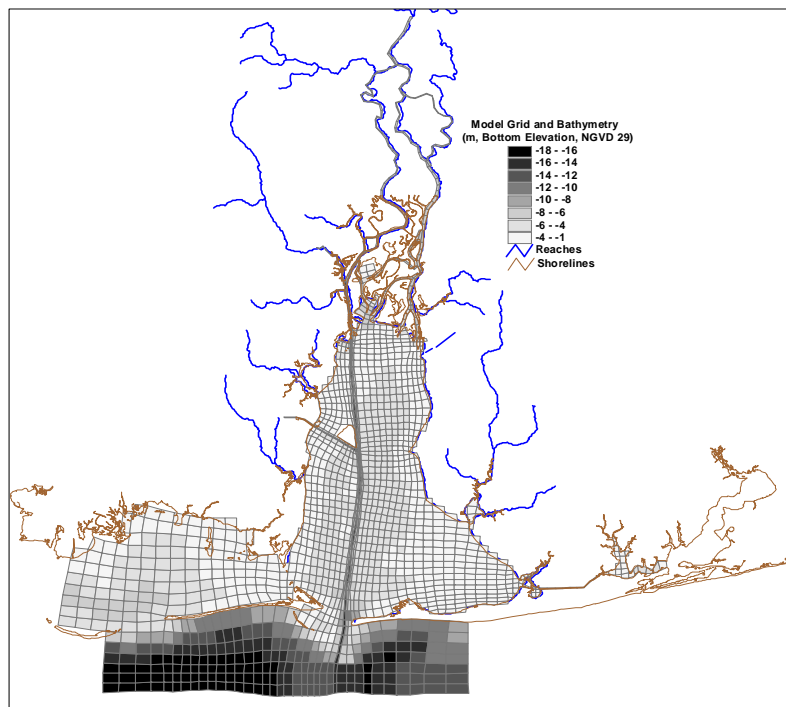 Model Grid and Bathymetry
(m, Bottom Elevation, NGVD 29)
-18 - -16
-16 - -14
-14 - -12
-12 - -10
-10 - -8
-8 - -6
-6 - -4
-4 - -1
Reaches
Shorelines